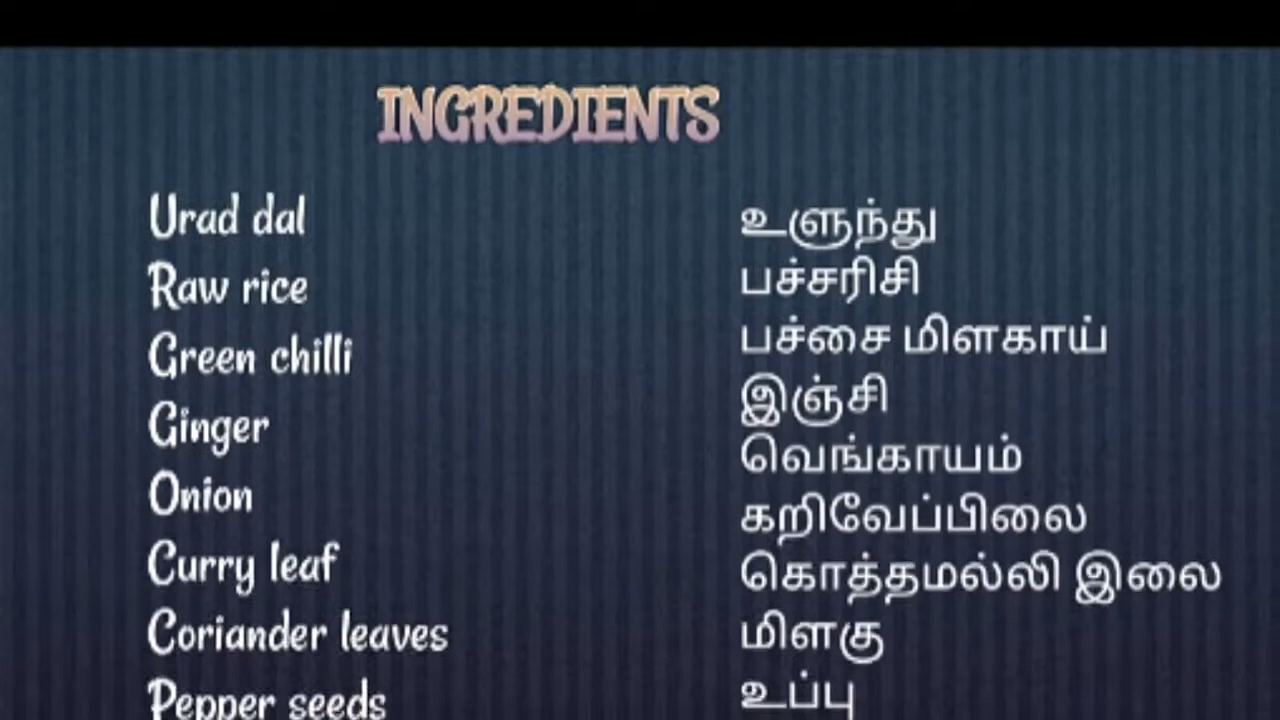 INGREDIENTS
Urad dal
Raw rice
Green chilli
Ginger
Onion
Curry leaf
Coriander leaves
Pepper seeds
உளுந்து
பச்சரிசி
பச்சை மிளகாய்
இஞ்சி
வெங்காயம்
கறிவேப்பிலை
கொத்தமல்லி இலை
மிளகு
உப்பு